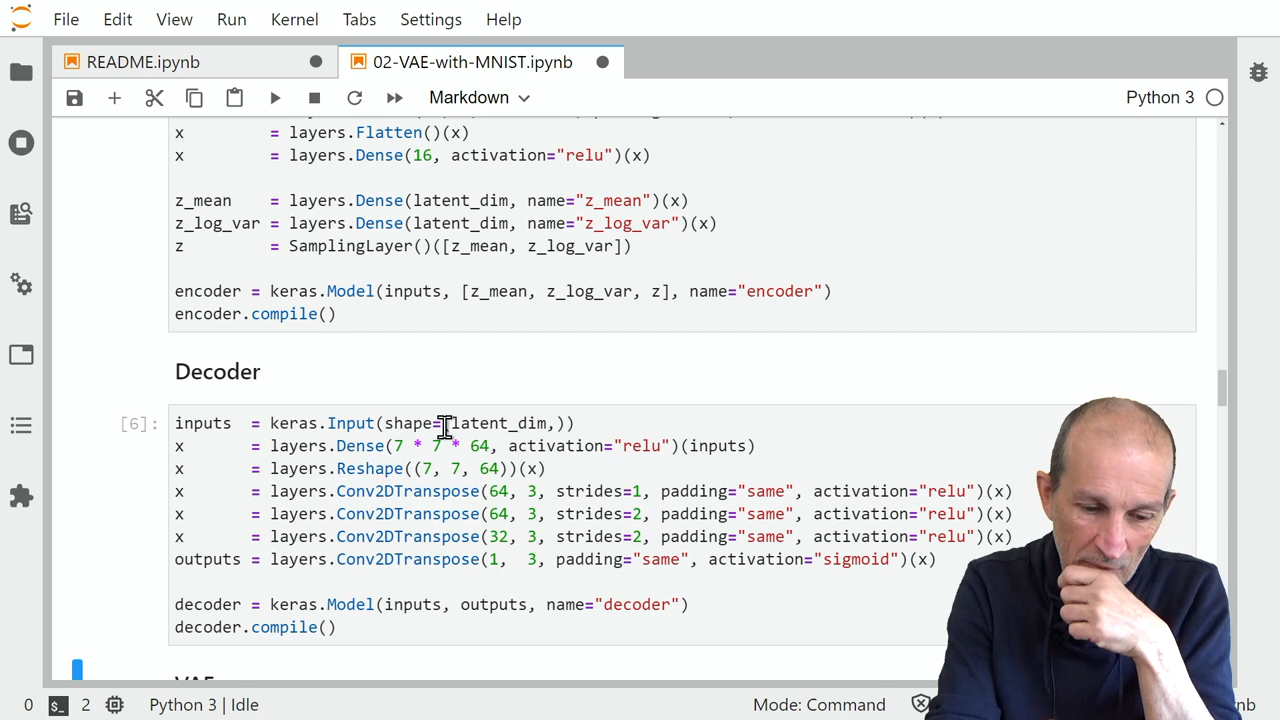 File Edit View Run Kernel Tabs Settings Help
README.ipynb 02-VAE-with-MNIST.ipynb
Markdown Python 3
x = layers.Flatten()(x)
x = layers.Dense(16, activation="relu")(x)
z_mean = layers.Dense(latent_dim, name="z_mean")(x)
z_log_var = layers.Dense(latent_dim, name="z_log_var")(x)
z = SamplingLayer()([z_mean, z_log_var])
encoder = keras.Model(inputs, [z_mean, z_log_var, z], name="encoder")
encoder.compile()
Decoder
[6]: inputs = keras.Input(shape=(latent_dim,))
x = layers.Dense(7 * 7 * 64, activation="relu")(inputs)
x = layers.Reshape((7, 7, 64))(x)
x = layers.Conv2DTranspose(64, 3, strides=1, padding="same", activation="relu")(x)
x = layers.Conv2DTranspose(64, 3, strides=2, padding="same", activation="relu")(x)
x = layers.Conv2DTranspose(32, 3, strides=2, padding="same", activation="relu")(x)
outputs = layers.Conv2DTranspose(1, 3, padding="same", activation="sigmoid")(x)
decoder = keras.Model(inputs, outputs, name="decoder")
decoder.compile()
VAE
0 $_ 2 Python 3 | Idle Mode: Command nb